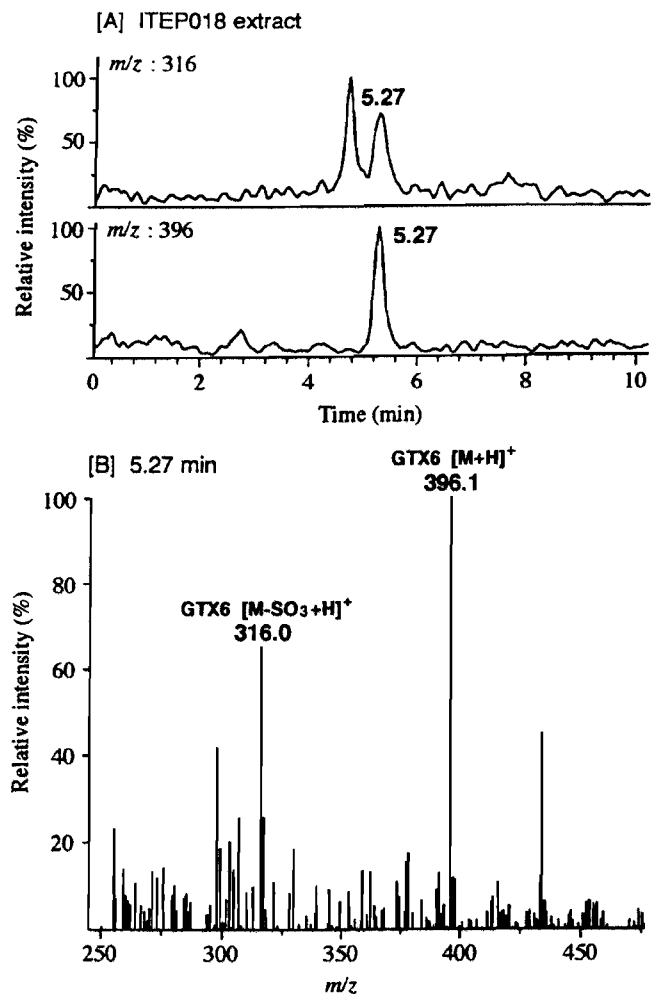 [A] ITEP018 extract
m/z : 316
5.27
100
50
m/z : 396
5.27
100
50
Relative intensity (%)
0 2 4 6 8 10
Time (min)
[B] 5.27 min
GTX6 [M+H]+
396.1
GTX6 [M-SO3+H]+
316.0
100
80
60
40
20
Relative intensity (%)
250 300 350 400 450
m/z